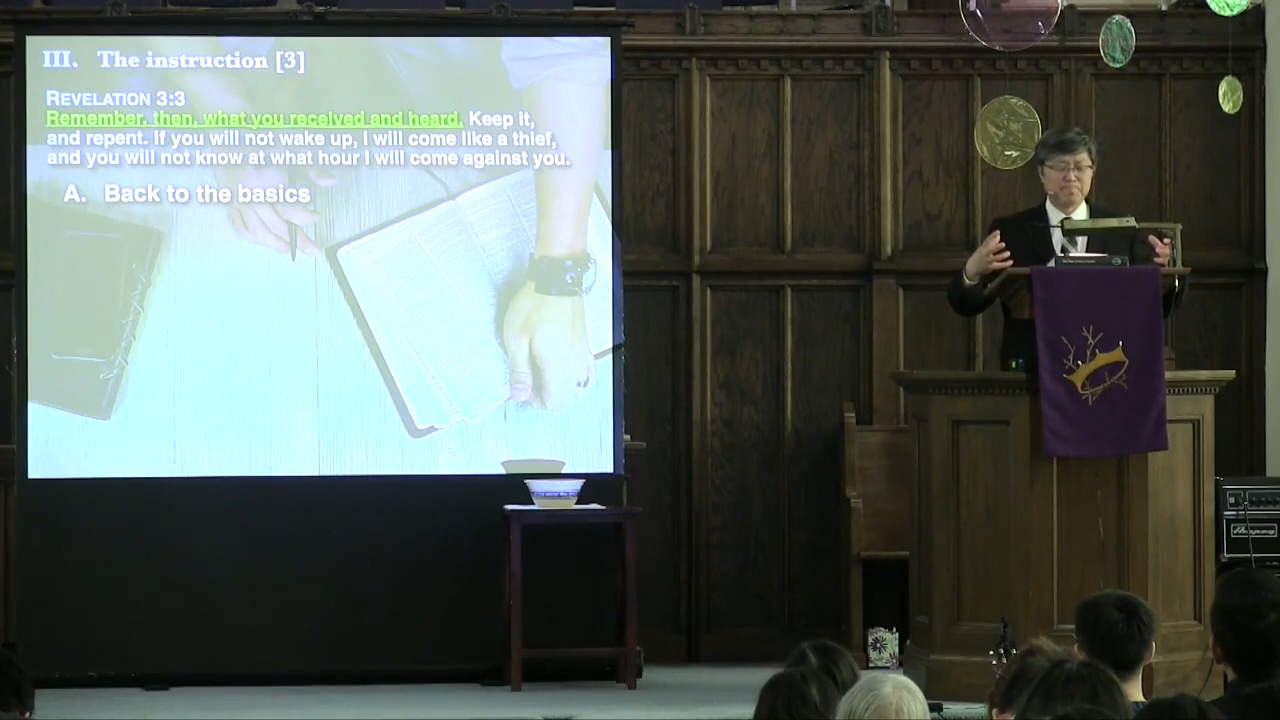 III. The instruction [3]
REVELATION 3:3
Remember, then, what you received and heard. Keep it,
and repent. If you will not wake up, I will come like a thief,
and you will not know at what hour I will come against you.
A. Back to the basics
Ampeg